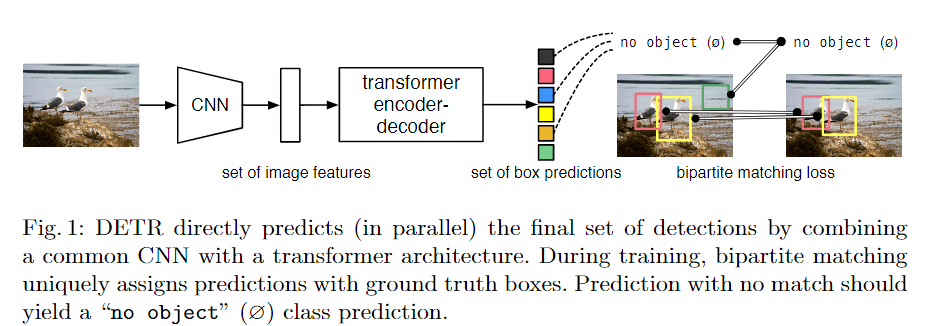 no object (ø) no object (ø)
CNN
transformer
encoder-
decoder
set of image features
set of box predictions
bipartite matching loss
Fig. 1: DETR directly predicts (in parallel) the final set of detections by combining
a common CNN with a transformer architecture. During training, bipartite matching
uniquely assigns predictions with ground truth boxes. Prediction with no match should
yield a “no object” (∅) class prediction.